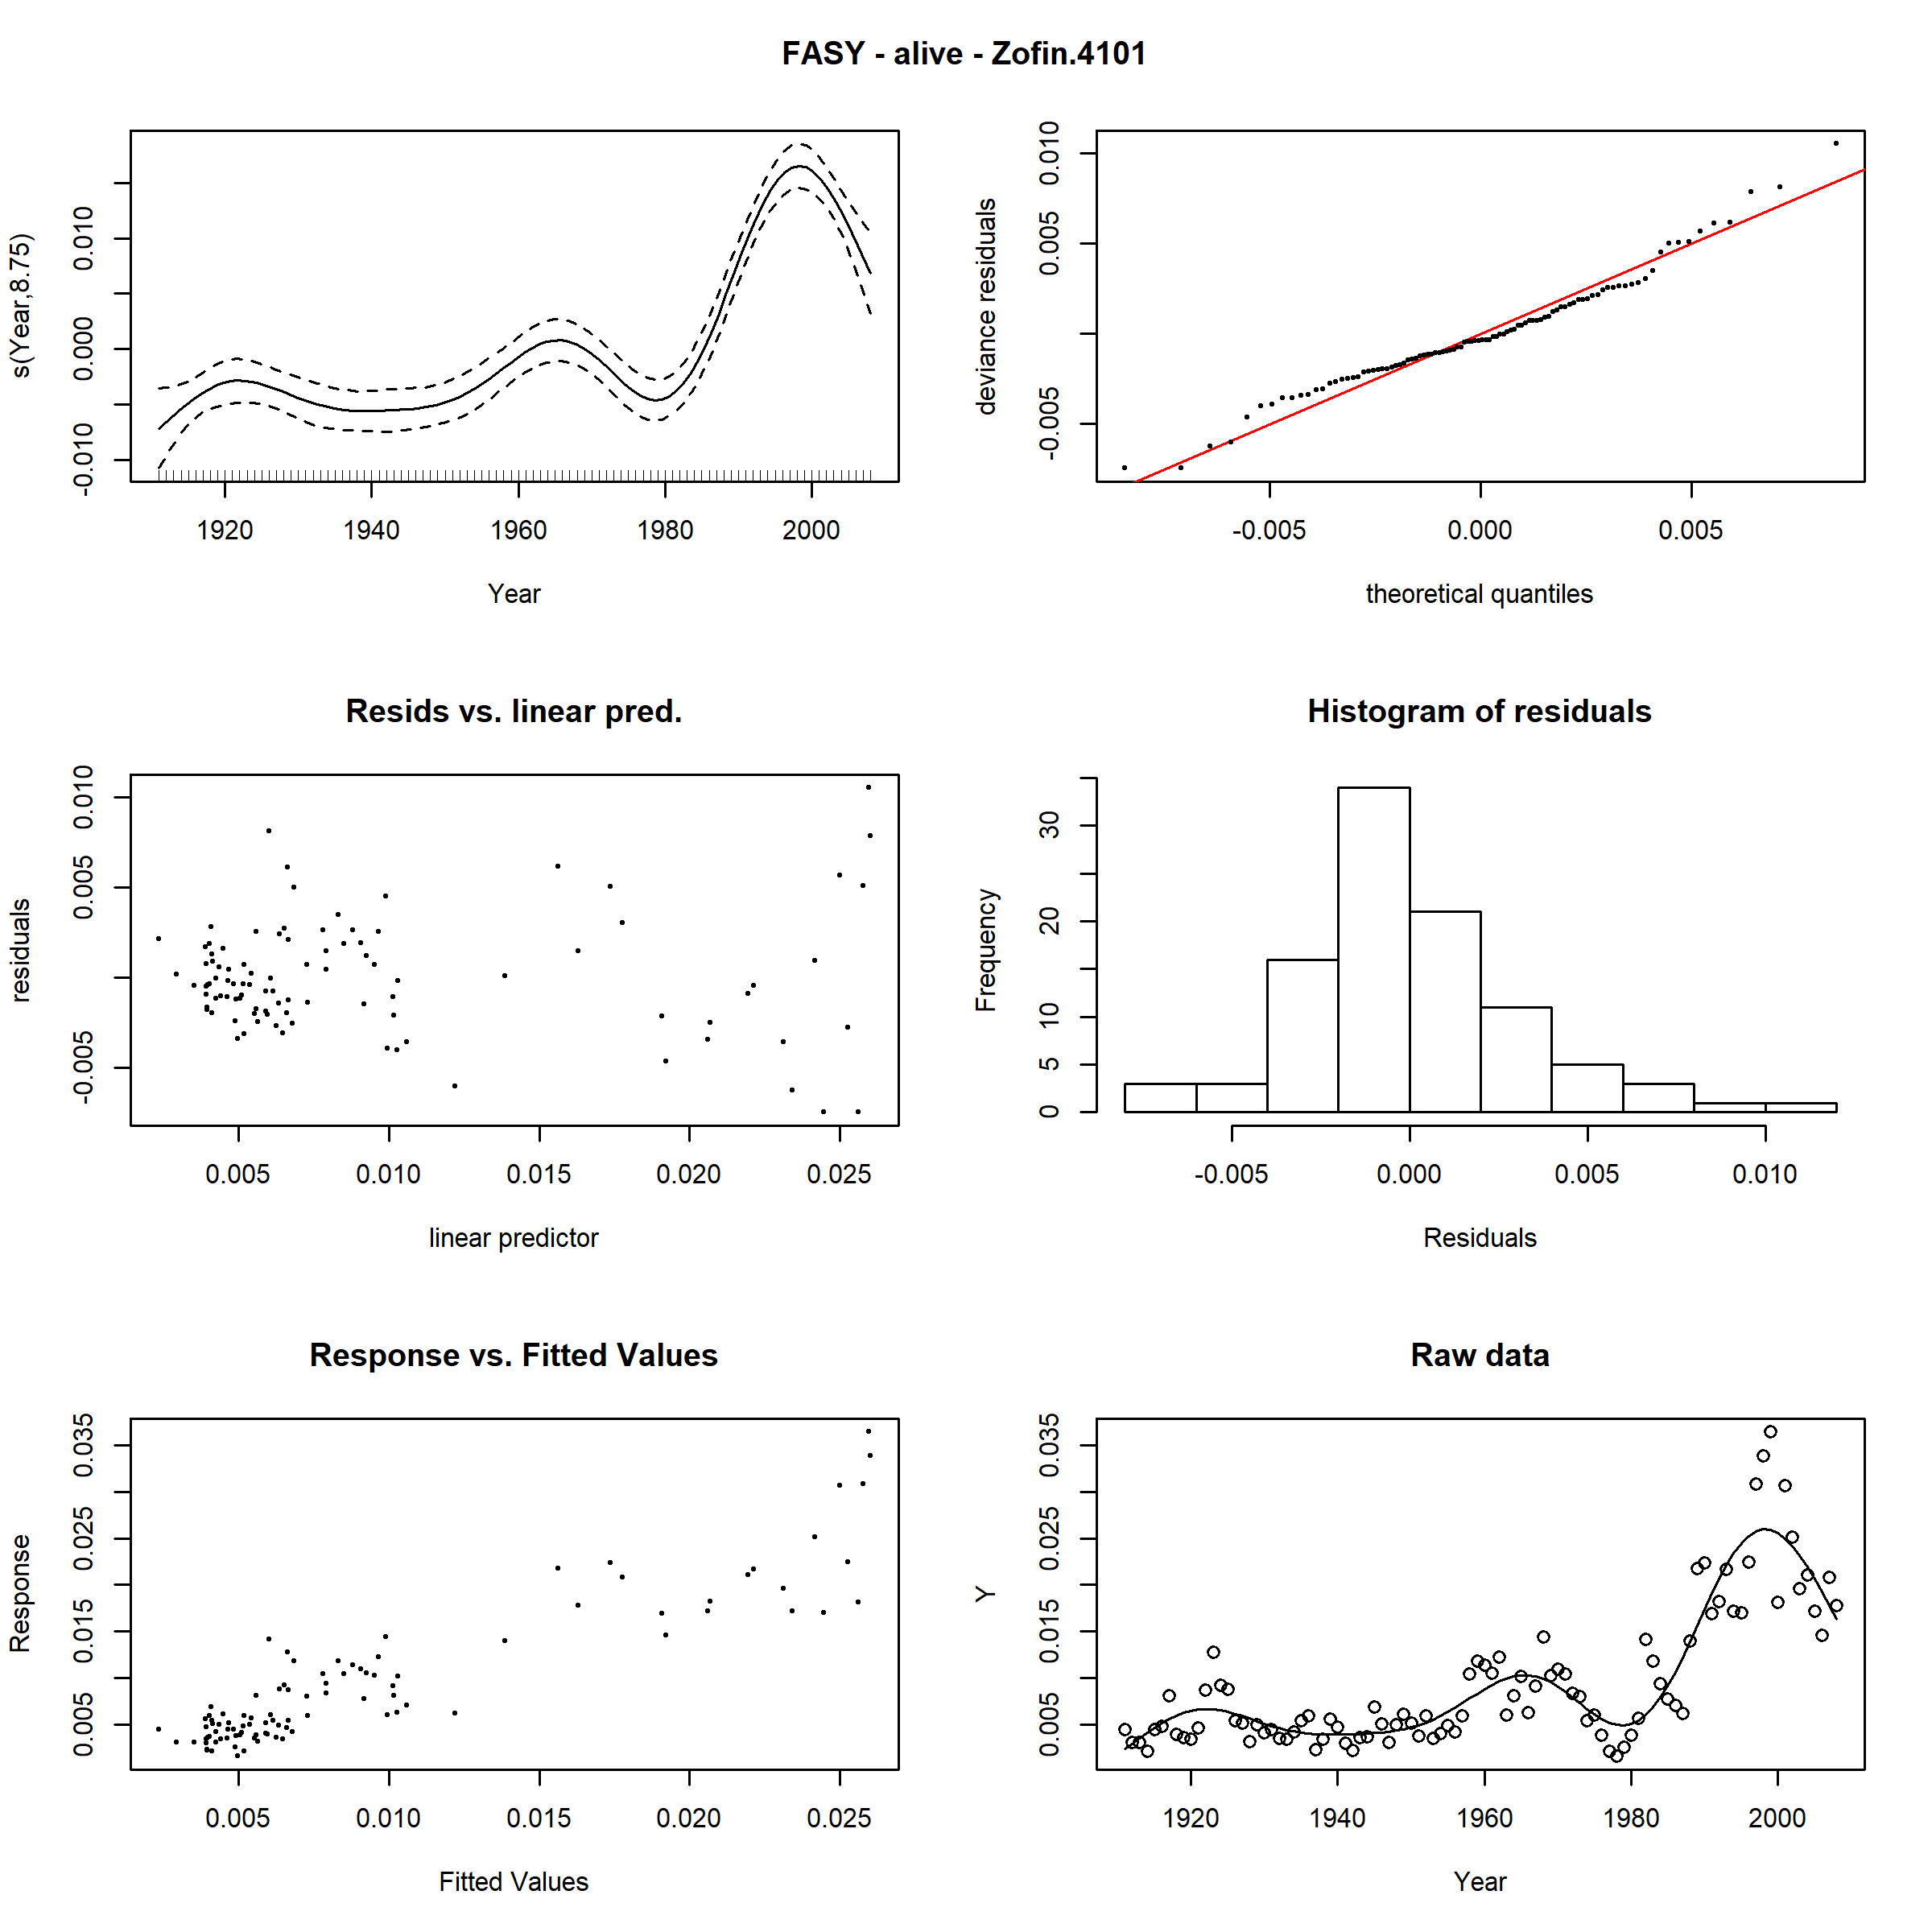 FASY - alive - Zofin.4101
s(Year,8.75)
-0.010 0.000 0.010
1920 1940 1960 1980 2000
Year
deviance residuals
-0.005 0.005 0.010
-0.005 0.000 0.005
theoretical quantiles
Resids vs. linear pred.
residuals
-0.005 0.005 0.010
0.005 0.010 0.015 0.020 0.025
linear predictor
Histogram of residuals
Frequency
0 5 10 20 30
-0.005 0.000 0.005 0.010
Residuals
Response vs. Fitted Values
Response
0.005 0.015 0.025 0.035
0.005 0.010 0.015 0.020 0.025
Fitted Values
Raw data
Y
0.005 0.015 0.025 0.035
1920 1940 1960 1980 2000
Year